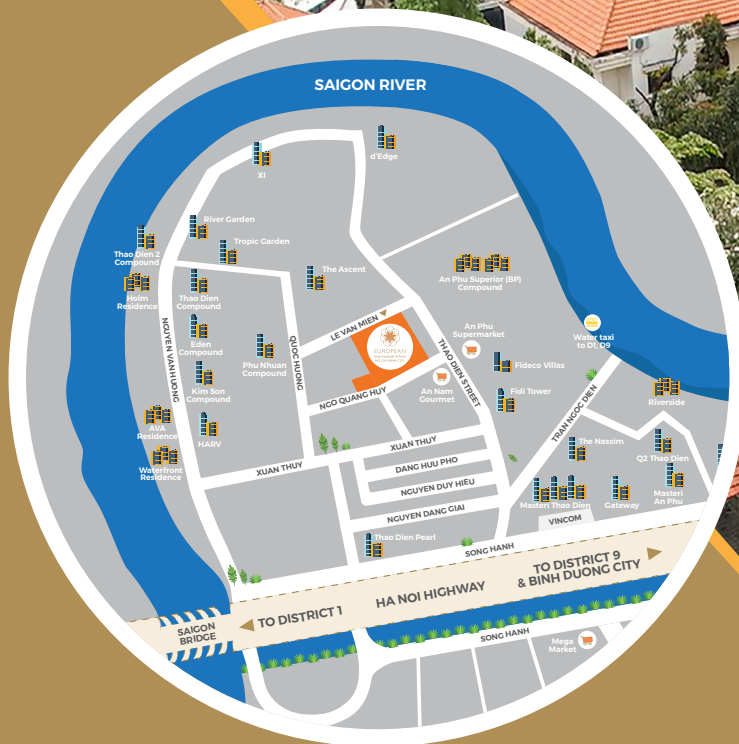 SAIGON RIVER
d'Edge
XI
River Garden
Tropic Garden
Thao Dien 2
Compound
The Ascent
An Phu Superior (BP)
Compound
Holm
Residence
Thao Dien
Compound
LE VAN MIEN
EUROPEAN
International School
HO CHI MINH CITY
An Phu
Supermarket
Water taxi
to D1, D9
NGUYEN VAN HUONG
Eden
Compound
QUOC HUONG
Phu Nhuan
Compound
THAO DIEN STREET
Fideco Villas
Kim Son
Compound
NGO QUANG HUY
An Nam
Gourmet
Fidi Tower
TRAN NGOC DIEN
Riverside
AVA
Residence
HARV
XUAN THUY
The Nassim
Q2 Thao Dien
Waterfront
Residence
XUAN THUY
DANG HUU PHO
NGUYEN DUY HIEU
Masteri Thao Dien
Gateway
Masteri
An Phu
NGUYEN DANG GIAI
VINCOM
Thao Dien Pearl
SONG HANH
TO DISTRICT 9
& BINH DUONG CITY
HA NOI HIGHWAY
TO DISTRICT 1
SAIGON
BRIDGE
SONG HANH
Mega
Market